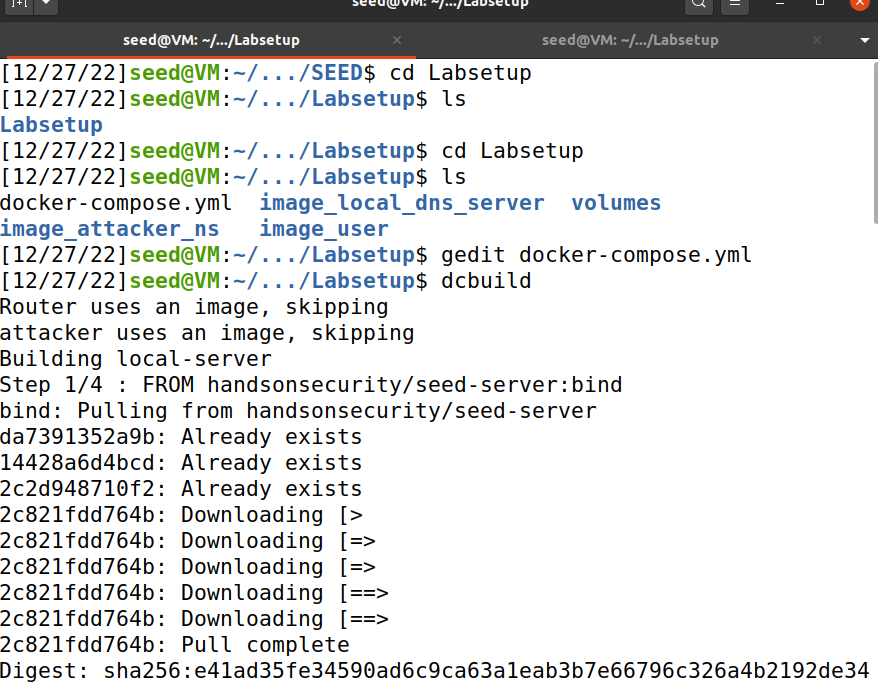 seed@VM: ~/.../Labsetup
seed@VM: ~/.../Labsetup seed@VM: ~/.../Labsetup
[12/27/22]seed@VM:~/.../SEED$ cd Labsetup
[12/27/22]seed@VM:~/.../Labsetup$ ls
Labsetup
[12/27/22]seed@VM:~/.../Labsetup$ cd Labsetup
[12/27/22]seed@VM:~/.../Labsetup$ ls
docker-compose.yml image_local_dns_server volumes
image_attacker_ns image_user
[12/27/22]seed@VM:~/.../Labsetup$ gedit docker-compose.yml
[12/27/22]seed@VM:~/.../Labsetup$ dcbuild
Router uses an image, skipping
attacker uses an image, skipping
Building local-server
Step 1/4 : FROM handsonsecurity/seed-server:bind
bind: Pulling from handsonsecurity/seed-server
da7391352a9b: Already exists
14428a6d4bcd: Already exists
2c2d948710f2: Already exists
2c821fdd764b: Downloading [>
2c821fdd764b: Downloading [=>
2c821fdd764b: Downloading [=>
2c821fdd764b: Downloading [==>
2c821fdd764b: Downloading [==>
2c821fdd764b: Pull complete
Digest: sha256:e41ad35fe34590ad6c9ca63a1eab3b7e66796c326a4b2192de34